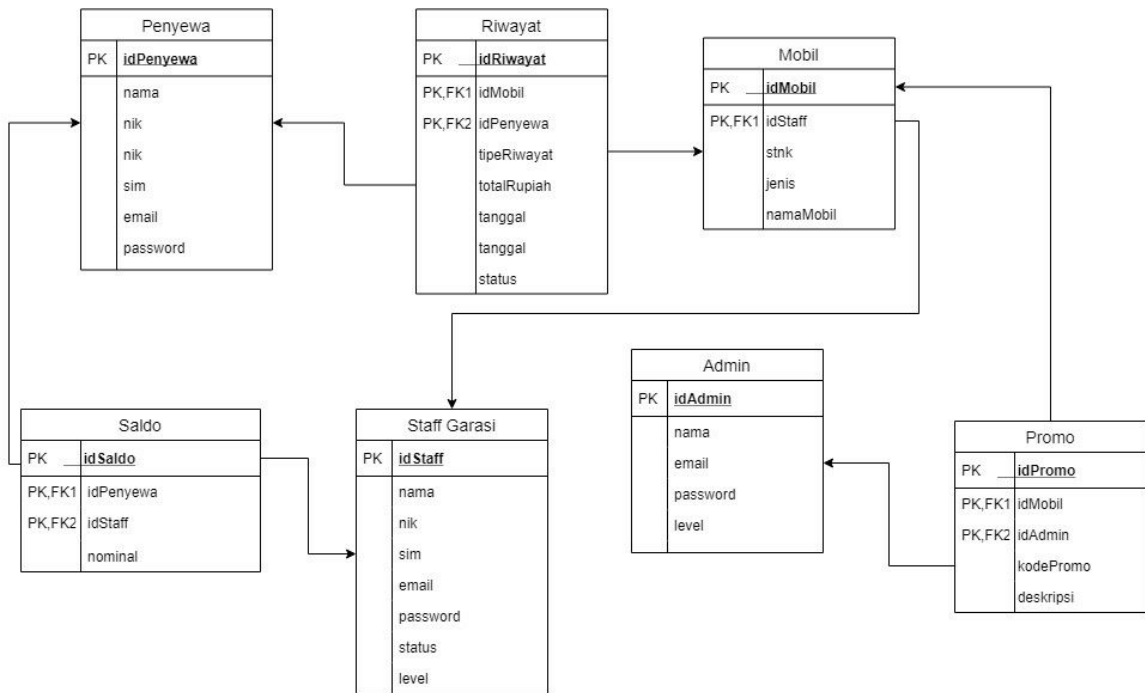 Penyewa
PK idPenyewa
nama
nik
nik
sim
email
password
Riwayat
PK idRiwayat
PK,FK1 idMobil
PK,FK2 idPenyewa
tipeRiwayat
totalRupiah
tanggal
tanggal
status
Mobil
PK idMobil
PK,FK1 idStaff
stnk
jenis
namaMobil
Saldo
PK idSaldo
PK,FK1 idPenyewa
PK,FK2 idStaff
nominal
Staff Garasi
PK idStaff
nama
nik
sim
email
password
status
level
Admin
PK idAdmin
nama
email
password
level
Promo
PK idPromo
PK,FK1 idMobil
PK,FK2 idAdmin
kodePromo
deskripsi